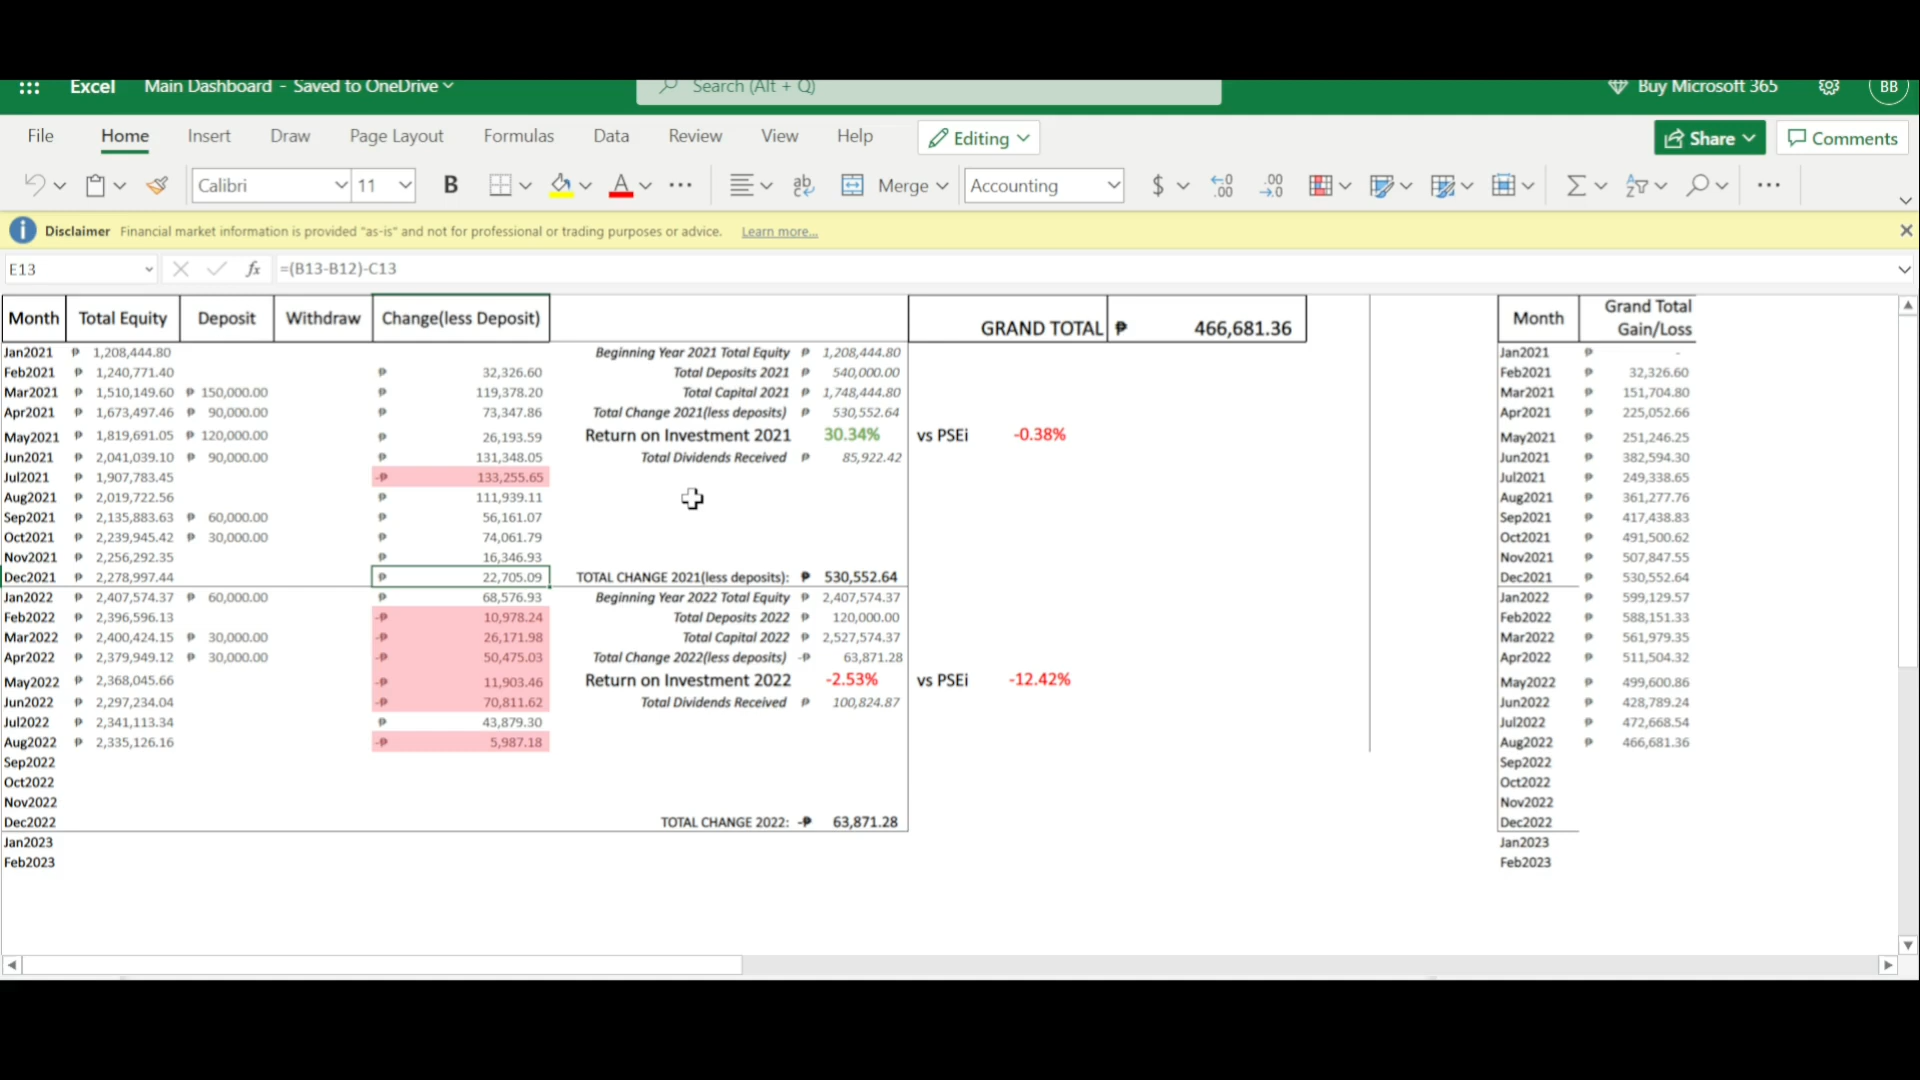 Excel Main Dashboard - Saved to OneDrive Search (Alt + Q) Buy Microsoft 365 BB
File Home Insert Draw Page Layout Formulas Data Review View Help Editing Share Comments
Calibri 11 B A ab Merge Accounting $ .00 .00 Σ
Disclaimer Financial market information is provided "as-is" and not for professional or trading purposes or advice. Learn more...
E13 fx =(B13-B12)-C13
Month Total Equity Deposit Withdraw Change(less Deposit) GRAND TOTAL ₱ 466,681.36 Month Grand Total Gain/Loss
Jan2021 ₱ 1,208,444.80 Beginning Year 2021 Total Equity ₱ 1,208,444.80 Jan2021 ₱ -
Feb2021 ₱ 1,240,771.40 ₱ 32,326.60 Total Deposits 2021 ₱ 540,000.00 Feb2021 ₱ 32,326.60
Mar2021 ₱ 1,510,149.60 ₱ 150,000.00 ₱ 119,378.20 Total Capital 2021 ₱ 1,748,444.80 Mar2021 ₱ 151,704.80
Apr2021 ₱ 1,673,497.46 ₱ 90,000.00 ₱ 73,347.86 Total Change 2021(less deposits) ₱ 530,552.64 Apr2021 ₱ 225,052.66
May2021 ₱ 1,819,691.05 ₱ 120,000.00 ₱ 26,193.59 Return on Investment 2021 30.34% vs PSEi -0.38% May2021 ₱ 251,246.25
Jun2021 ₱ 2,041,039.10 ₱ 90,000.00 ₱ 131,348.05 Total Dividends Received ₱ 85,922.42 Jun2021 ₱ 382,594.30
Jul2021 ₱ 1,907,783.45 -₱ 133,255.65 Jul2021 ₱ 249,338.65
Aug2021 ₱ 2,019,722.56 ₱ 111,939.11 Aug2021 ₱ 361,277.76
Sep2021 ₱ 2,135,883.63 ₱ 60,000.00 ₱ 56,161.07 Sep2021 ₱ 417,438.83
Oct2021 ₱ 2,239,945.42 ₱ 30,000.00 ₱ 74,061.79 Oct2021 ₱ 491,500.62
Nov2021 ₱ 2,256,292.35 ₱ 16,346.93 Nov2021 ₱ 507,847.55
Dec2021 ₱ 2,278,997.44 ₱ 22,705.09 TOTAL CHANGE 2021(less deposits): ₱ 530,552.64 Dec2021 ₱ 530,552.64
Jan2022 ₱ 2,407,574.37 ₱ 60,000.00 ₱ 68,576.93 Beginning Year 2022 Total Equity ₱ 2,407,574.37 Jan2022 ₱ 599,129.57
Feb2022 ₱ 2,396,596.13 -₱ 10,978.24 Total Deposits 2022 ₱ 120,000.00 Feb2022 ₱ 588,151.33
Mar2022 ₱ 2,400,424.15 ₱ 30,000.00 -₱ 26,171.98 Total Capital 2022 ₱ 2,527,574.37 Mar2022 ₱ 561,979.35
Apr2022 ₱ 2,379,949.12 ₱ 30,000.00 -₱ 50,475.03 Total Change 2022(less deposits) -₱ 63,871.28 Apr2022 ₱ 511,504.32
May2022 ₱ 2,368,045.66 -₱ 11,903.46 Return on Investment 2022 -2.53% vs PSEi -12.42% May2022 ₱ 499,600.86
Jun2022 ₱ 2,297,234.04 -₱ 70,811.62 Total Dividends Received ₱ 100,824.87 Jun2022 ₱ 428,789.24
Jul2022 ₱ 2,341,113.34 ₱ 43,879.30 Jul2022 ₱ 472,668.54
Aug2022 ₱ 2,335,126.16 -₱ 5,987.18 Aug2022 ₱ 466,681.36
Sep2022 Sep2022
Oct2022 Oct2022
Nov2022 Nov2022
Dec2022 TOTAL CHANGE 2022: -₱ 63,871.28 Dec2022
Jan2023 Jan2023
Feb2023 Feb2023